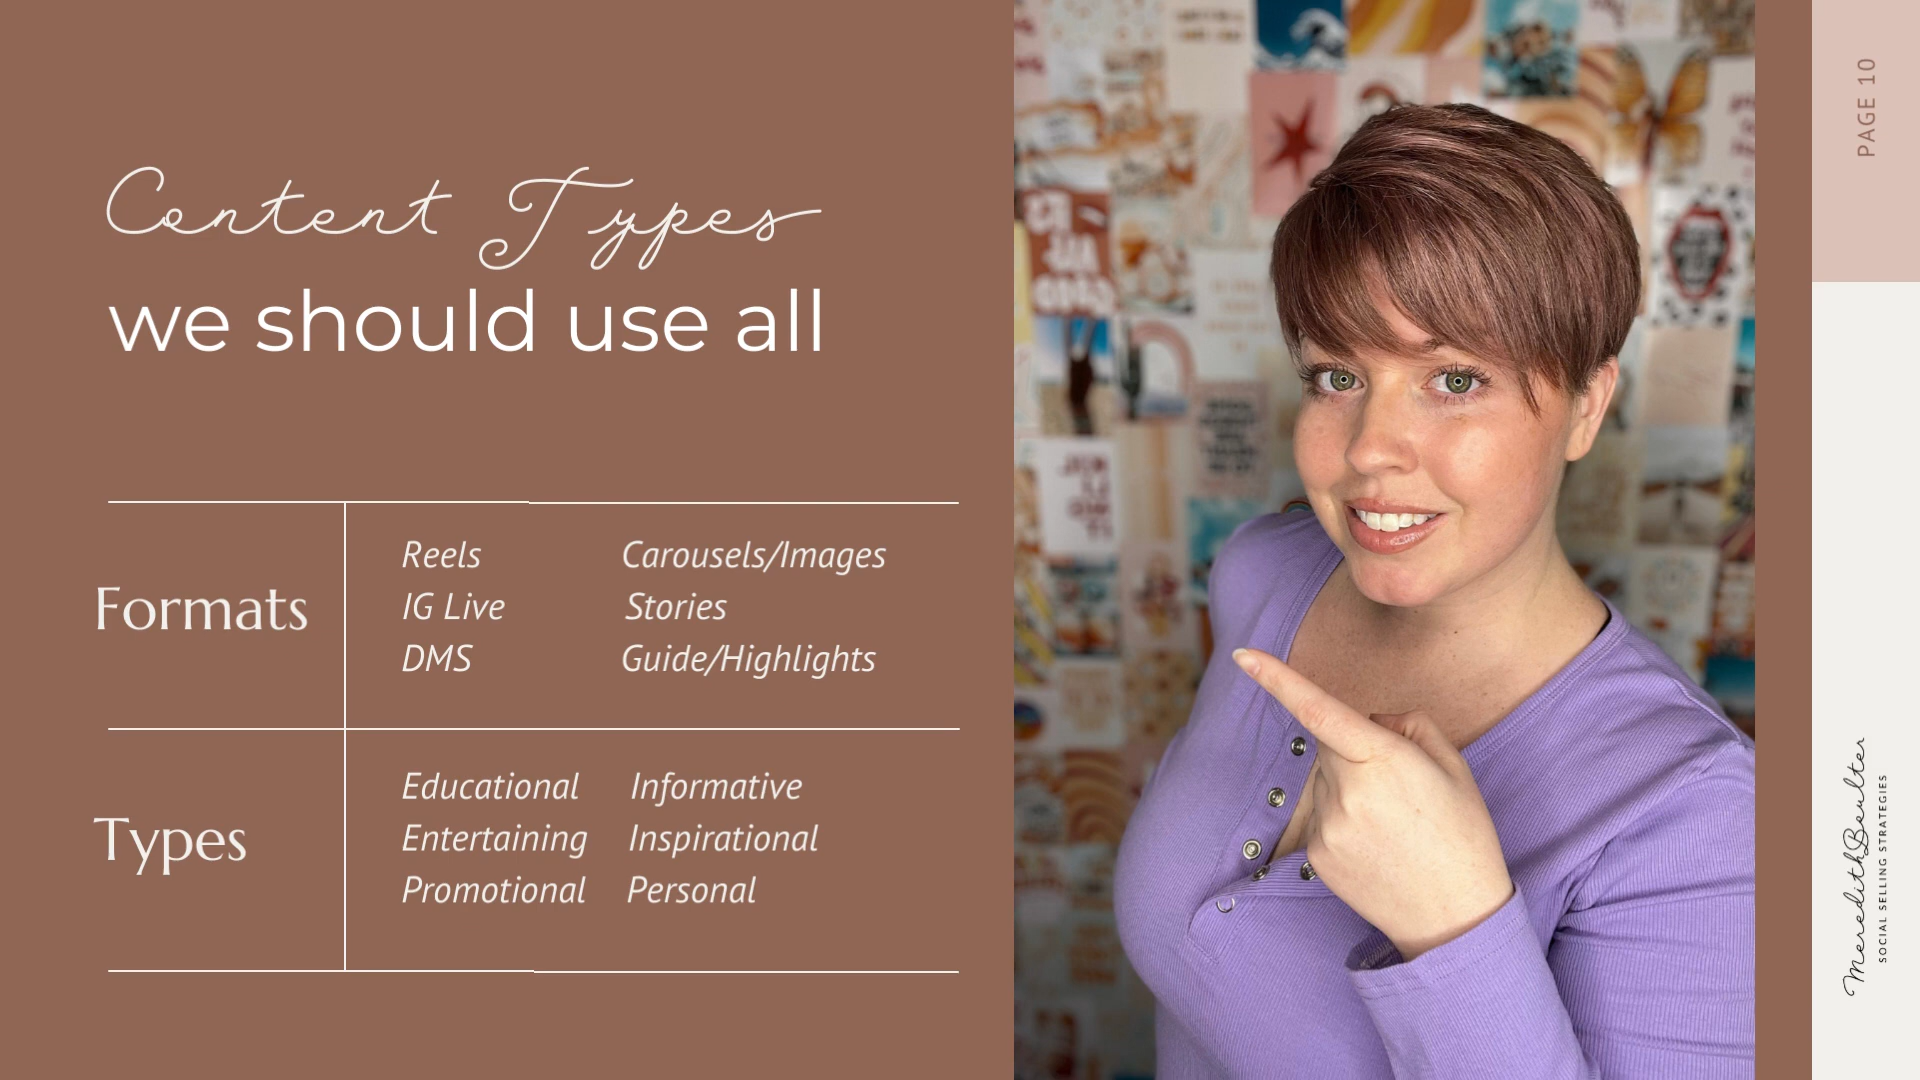 Content Types
we should use all
Formats
Reels Carousels/Images
IG Live Stories
DMS Guide/Highlights
Types
Educational Informative
Entertaining Inspirational
Promotional Personal
PAGE 10
MeredithBeulter
SOCIAL SELLING STRATEGIES